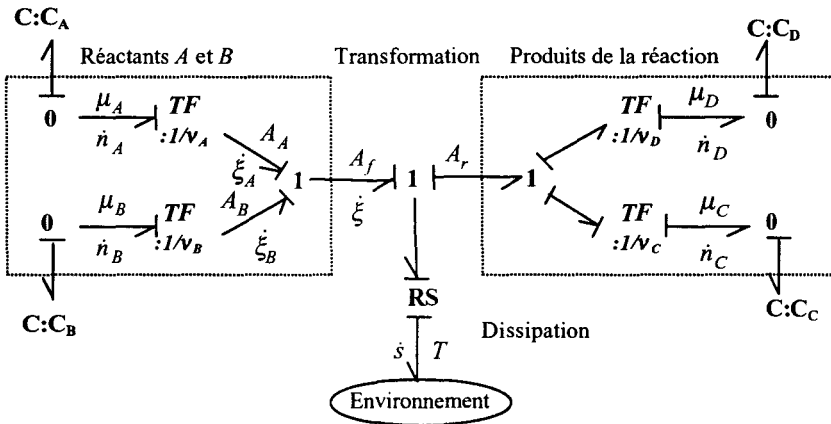 C:C_A
C:C_D
Réactants A et B
Transformation
Produits de la réaction
0
μ_A
ṅ_A
TF
:1/ν_A
A_A
ξ̇_A
TF
:1/ν_D
μ_D
ṅ_D
0
1
A_f
ξ̇
1
A_r
1
0
μ_B
ṅ_B
TF
:1/ν_B
A_B
ξ̇_B
TF
:1/ν_C
μ_C
ṅ_C
0
C:C_B
RS
C:C_C
Dissipation
ṡ
T
Environnement